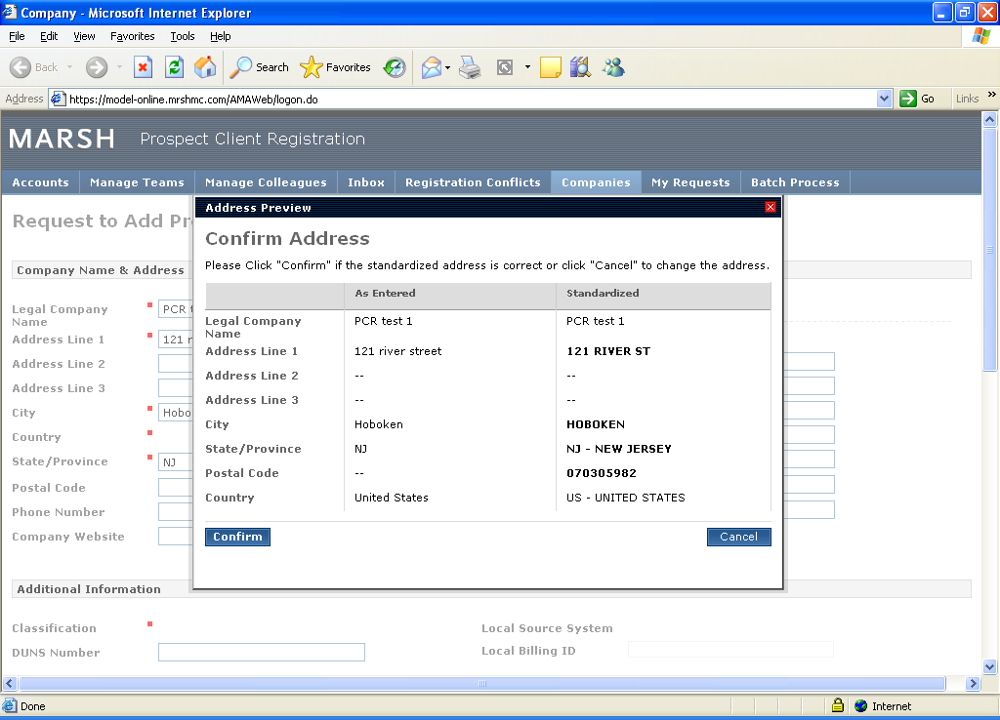 Company - Microsoft Internet Explorer
File Edit View Favorites Tools Help
Back Search Favorites
Address https://model-online.mrshmc.com/AMAWeb/logon.do Go Links »
MARSH Prospect Client Registration
Accounts Manage Teams Manage Colleagues Inbox Registration Conflicts Companies My Requests Batch Process
Request to Add Pr
Address Preview
Confirm Address
Please Click "Confirm" if the standardized address is correct or click "Cancel" to change the address.
As Entered Standardized
Legal Company Name PCR test 1 PCR test 1
Address Line 1 121 river street 121 RIVER ST
Address Line 2 -- --
Address Line 3 -- --
City Hoboken HOBOKEN
State/Province NJ NJ - NEW JERSEY
Postal Code -- 070305982
Country United States US - UNITED STATES
Confirm Cancel
Company Name & Address
Legal Company Name PCR t
Address Line 1 121 r
Address Line 2
Address Line 3
City Hobo
Country
State/Province NJ
Postal Code
Phone Number
Company Website
Additional Information
Classification Local Source System
DUNS Number Local Billing ID
Done Internet